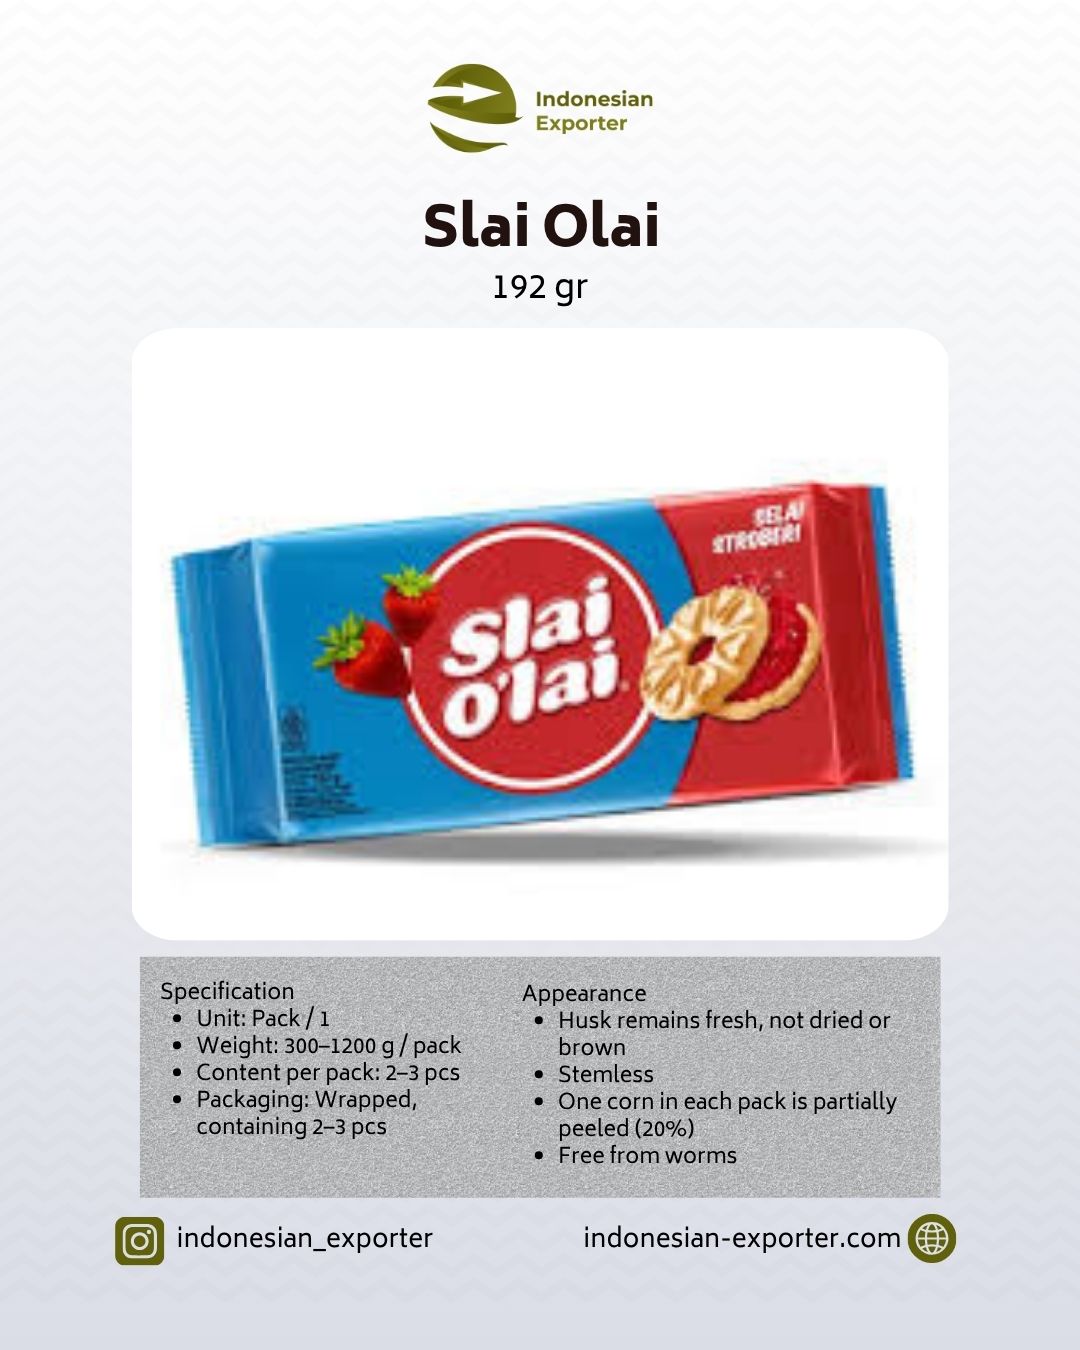 Indonesian
Exporter
Slai Olai
192 gr
SELAI
STROBERI
Slai
O'lai
Specification
• Unit: Pack / 1
• Weight: 300–1200 g / pack
• Content per pack: 2–3 pcs
• Packaging: Wrapped,
containing 2–3 pcs
Appearance
• Husk remains fresh, not dried or
brown
• Stemless
• One corn in each pack is partially
peeled (20%)
• Free from worms
indonesian_exporter
indonesian-exporter.com